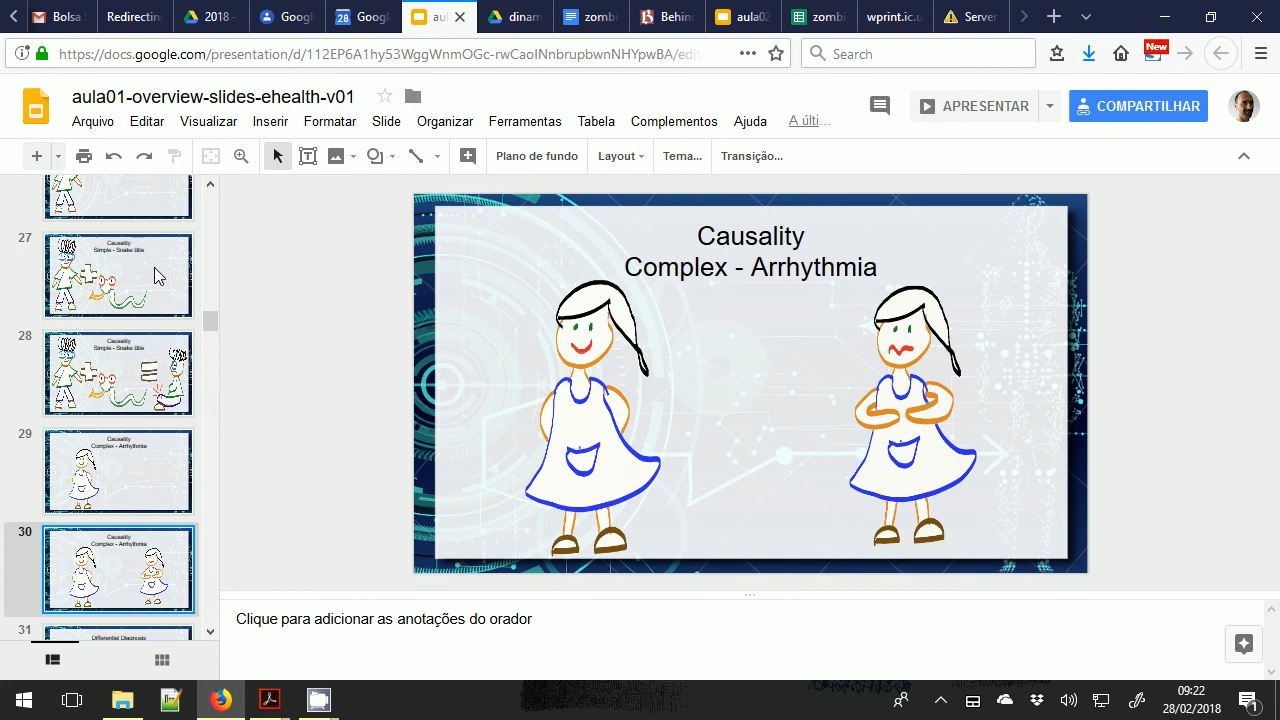 Bolsa
Redirectin
2018 -
Googl
28
Googl
au
dinam
zombi
Behin
aula02
zombi
wprint.ic.u
Server
https://docs.google.com/presentation/d/112EP6A1hy53WggWnmOGc-rwCaoINnbrupbwnNHYpwBA/edi
Search
New
aula01-overview-slides-ehealth-v01
Arquivo
Editar
Visualizar
Inserir
Formatar
Slide
Organizar
Ferramentas
Tabela
Complementos
Ajuda
A últi...
APRESENTAR
COMPARTILHAR
Plano de fundo
Layout
Tema...
Transição...
27
Causality
Simple - Snake Bite
28
Causality
Simple - Snake Bite
29
Causality
Complex - Arrhythmia
30
Causality
Complex - Arrhythmia
31
Differential Diagnosis
Causality
Complex - Arrhythmia
Clique para adicionar as anotações do orador
09:22
28/02/2018
1